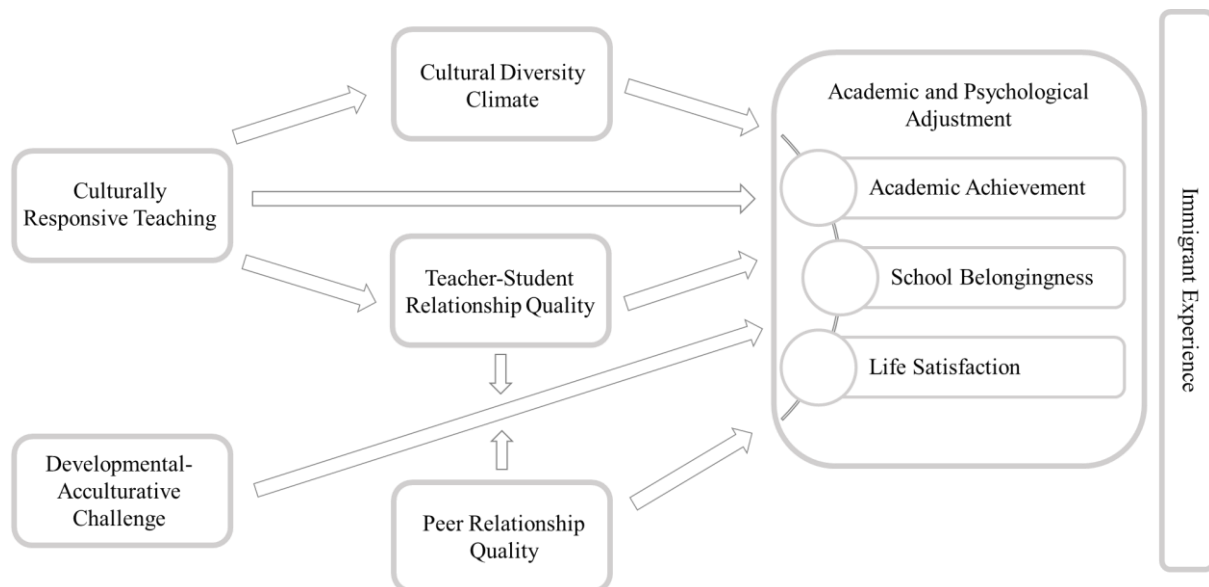 Cultural Diversity
Climate
Academic and Psychological
Adjustment
Culturally
Responsive Teaching
Academic Achievement
Teacher-Student
Relationship Quality
School Belongingness
Life Satisfaction
Developmental-
Acculturative
Challenge
Peer Relationship
Quality
Immigrant Experience